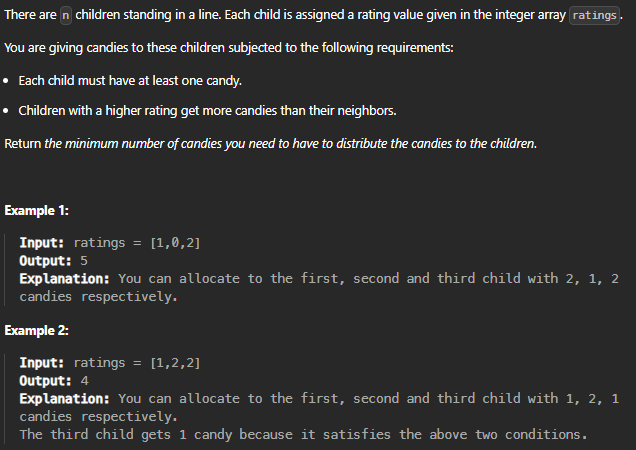 There are n children standing in a line. Each child is assigned a rating value given in the integer array ratings.
You are giving candies to these children subjected to the following requirements:
• Each child must have at least one candy.
• Children with a higher rating get more candies than their neighbors.
Return the minimum number of candies you need to have to distribute the candies to the children.
Example 1:
Input: ratings = [1,0,2]
Output: 5
Explanation: You can allocate to the first, second and third child with 2, 1, 2
candies respectively.
Example 2:
Input: ratings = [1,2,2]
Output: 4
Explanation: You can allocate to the first, second and third child with 1, 2, 1
candies respectively.
The third child gets 1 candy because it satisfies the above two conditions.